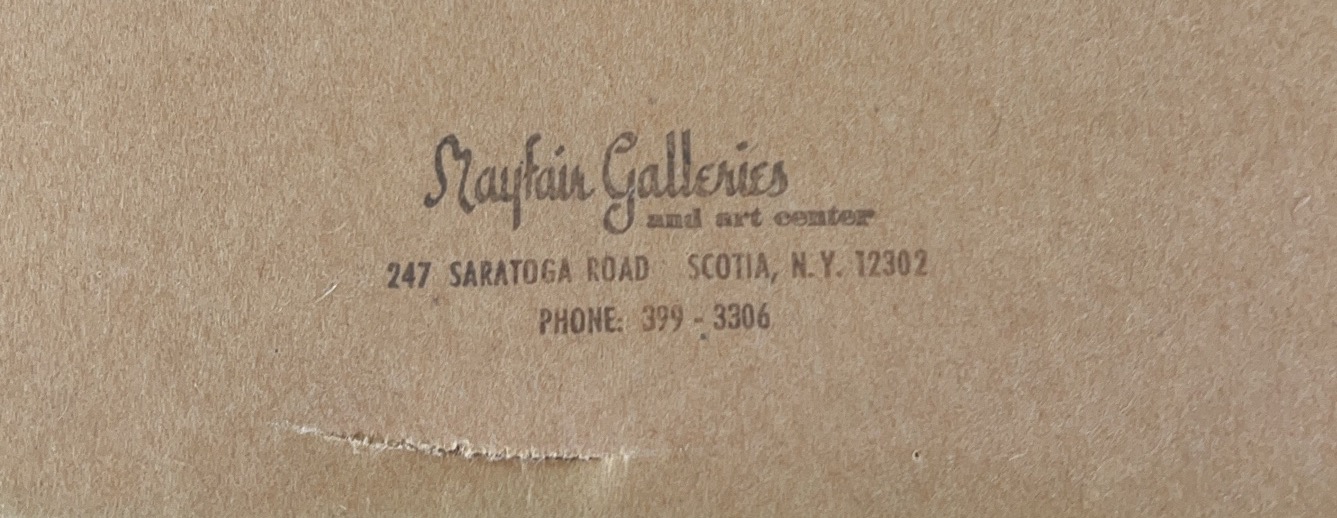 Mayfair Galleries
and art center
247 SARATOGA ROAD SCOTIA, N.Y. 12302
PHONE: 399-3306